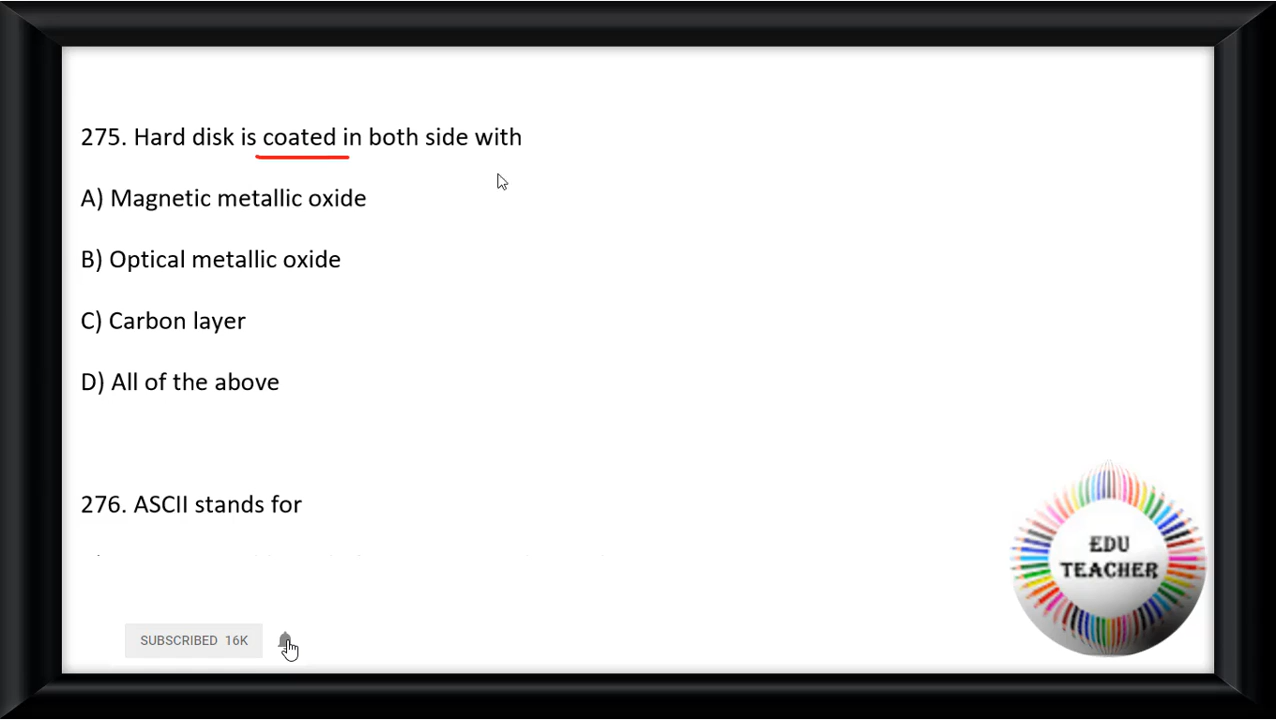 275. Hard disk is coated in both side with
A) Magnetic metallic oxide
B) Optical metallic oxide
C) Carbon layer
D) All of the above
276. ASCII stands for
EDU
TEACHER
SUBSCRIBED 16K